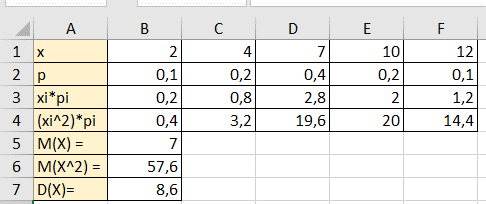 A B C D E F
1 x 2 4 7 10 12
2 p 0,1 0,2 0,4 0,2 0,1
3 xi*pi 0,2 0,8 2,8 2 1,2
4 (xi^2)*pi 0,4 3,2 19,6 20 14,4
5 M(X) = 7
6 M(X^2) = 57,6
7 D(X)= 8,6